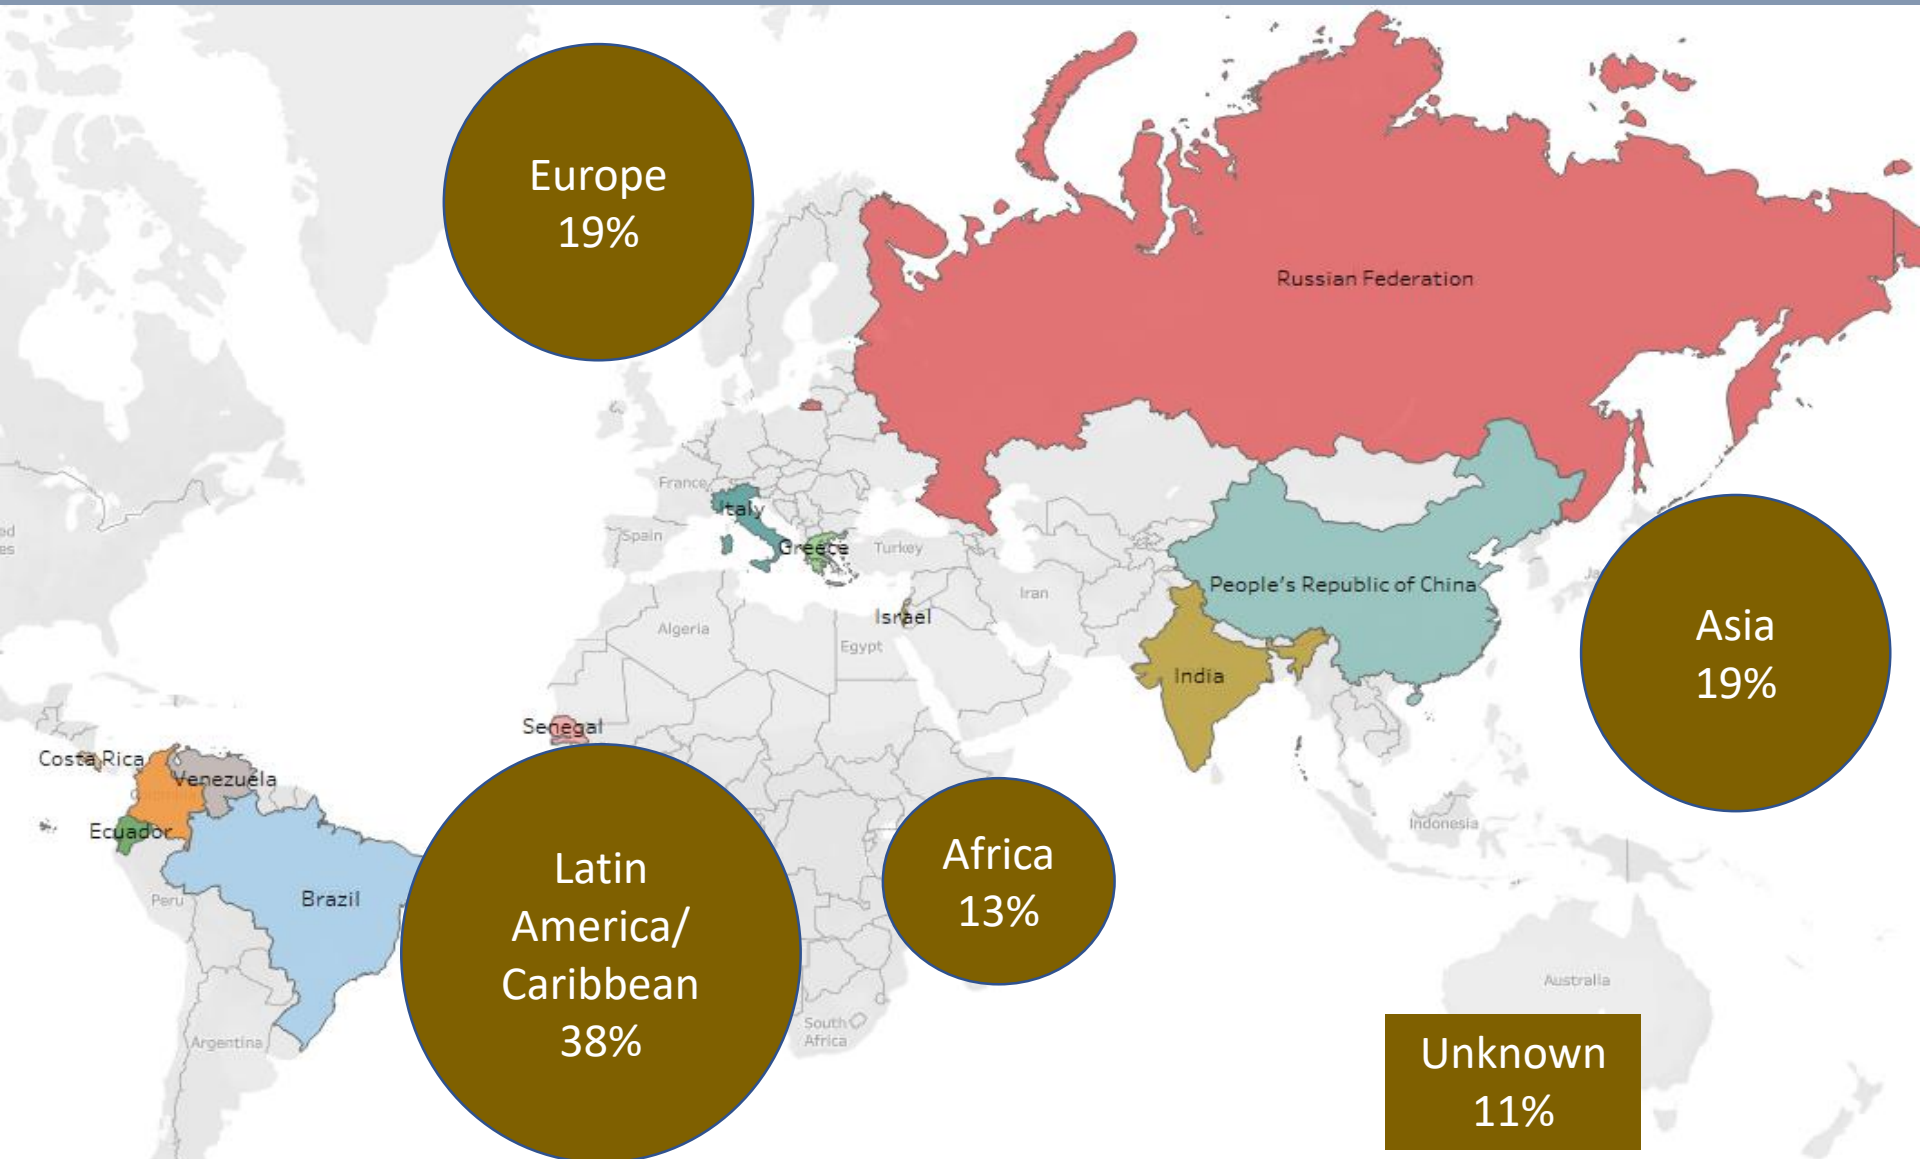 Europe
19%
Russian Federation
France
Italy
Spain
Greece
Turkey
People's Republic of China
Iran
Israel
Algeria
Egypt
India
Asia
19%
Senegal
Costa Rica
Venezuela
Ecuador
Indonesia
Latin
America/
Caribbean
38%
Africa
13%
Peru
Brazil
Australia
South
Africa
Argentina
Unknown
11%